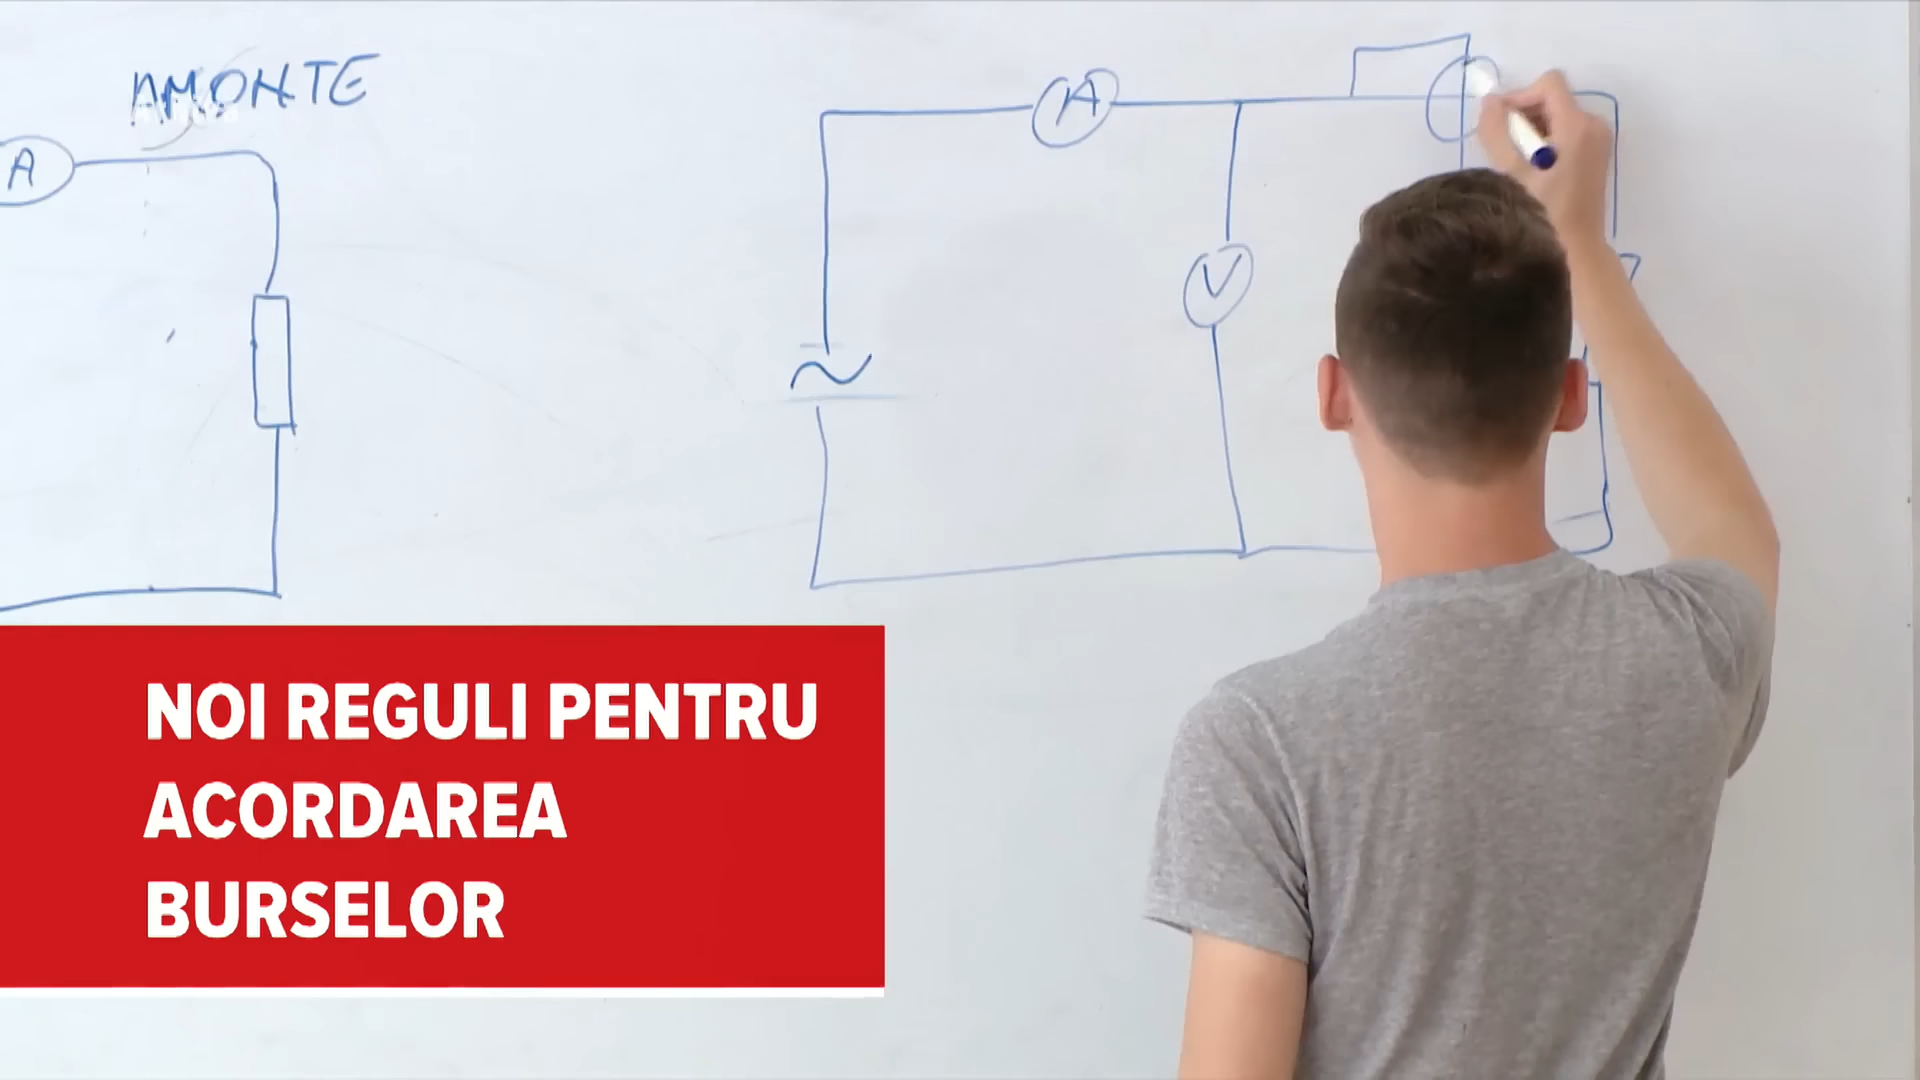 AMONTE
A
A
V
NOI REGULI PENTRU
ACORDAREA
BURSELOR